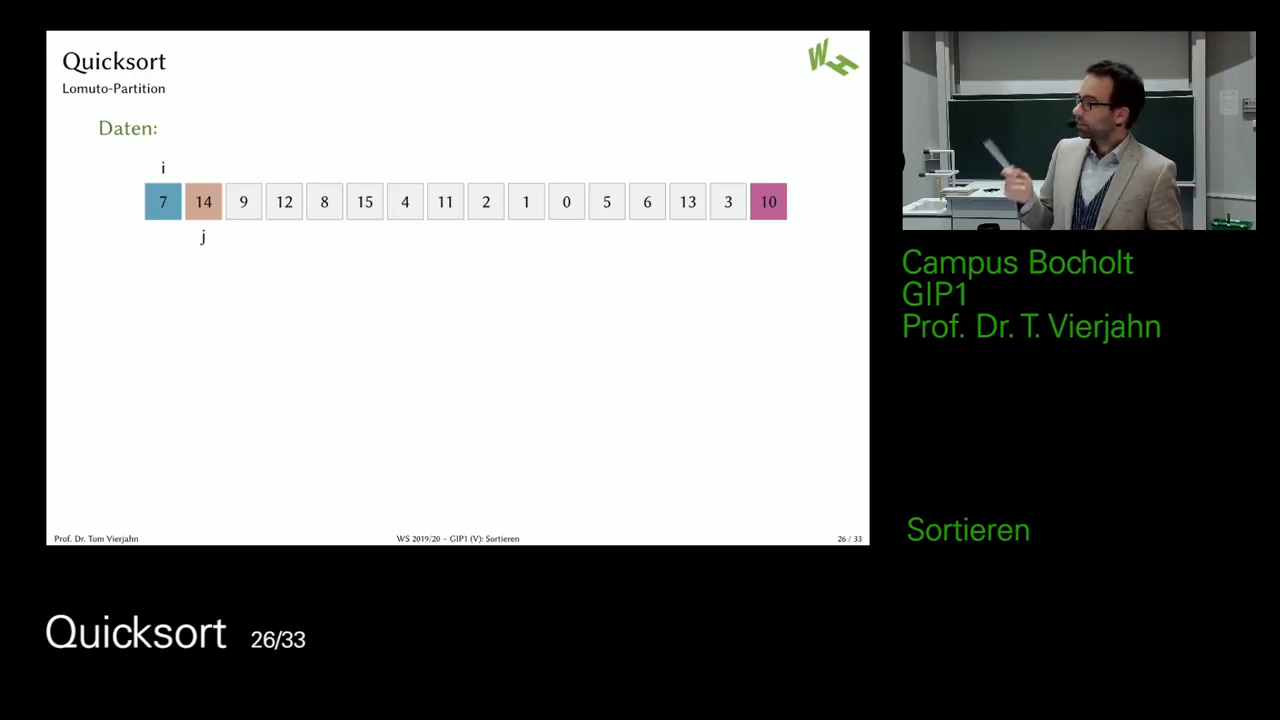 Quicksort
Lomuto-Partition
WH
Daten:
i
7 14 9 12 8 15 4 11 2 1 0 5 6 13 3 10
j
Prof. Dr. Tom Vierjahn WS 2019/20 – GIP1 (V): Sortieren 26 / 33
Campus Bocholt
GIP1
Prof. Dr. T. Vierjahn
Sortieren
Quicksort 26/33